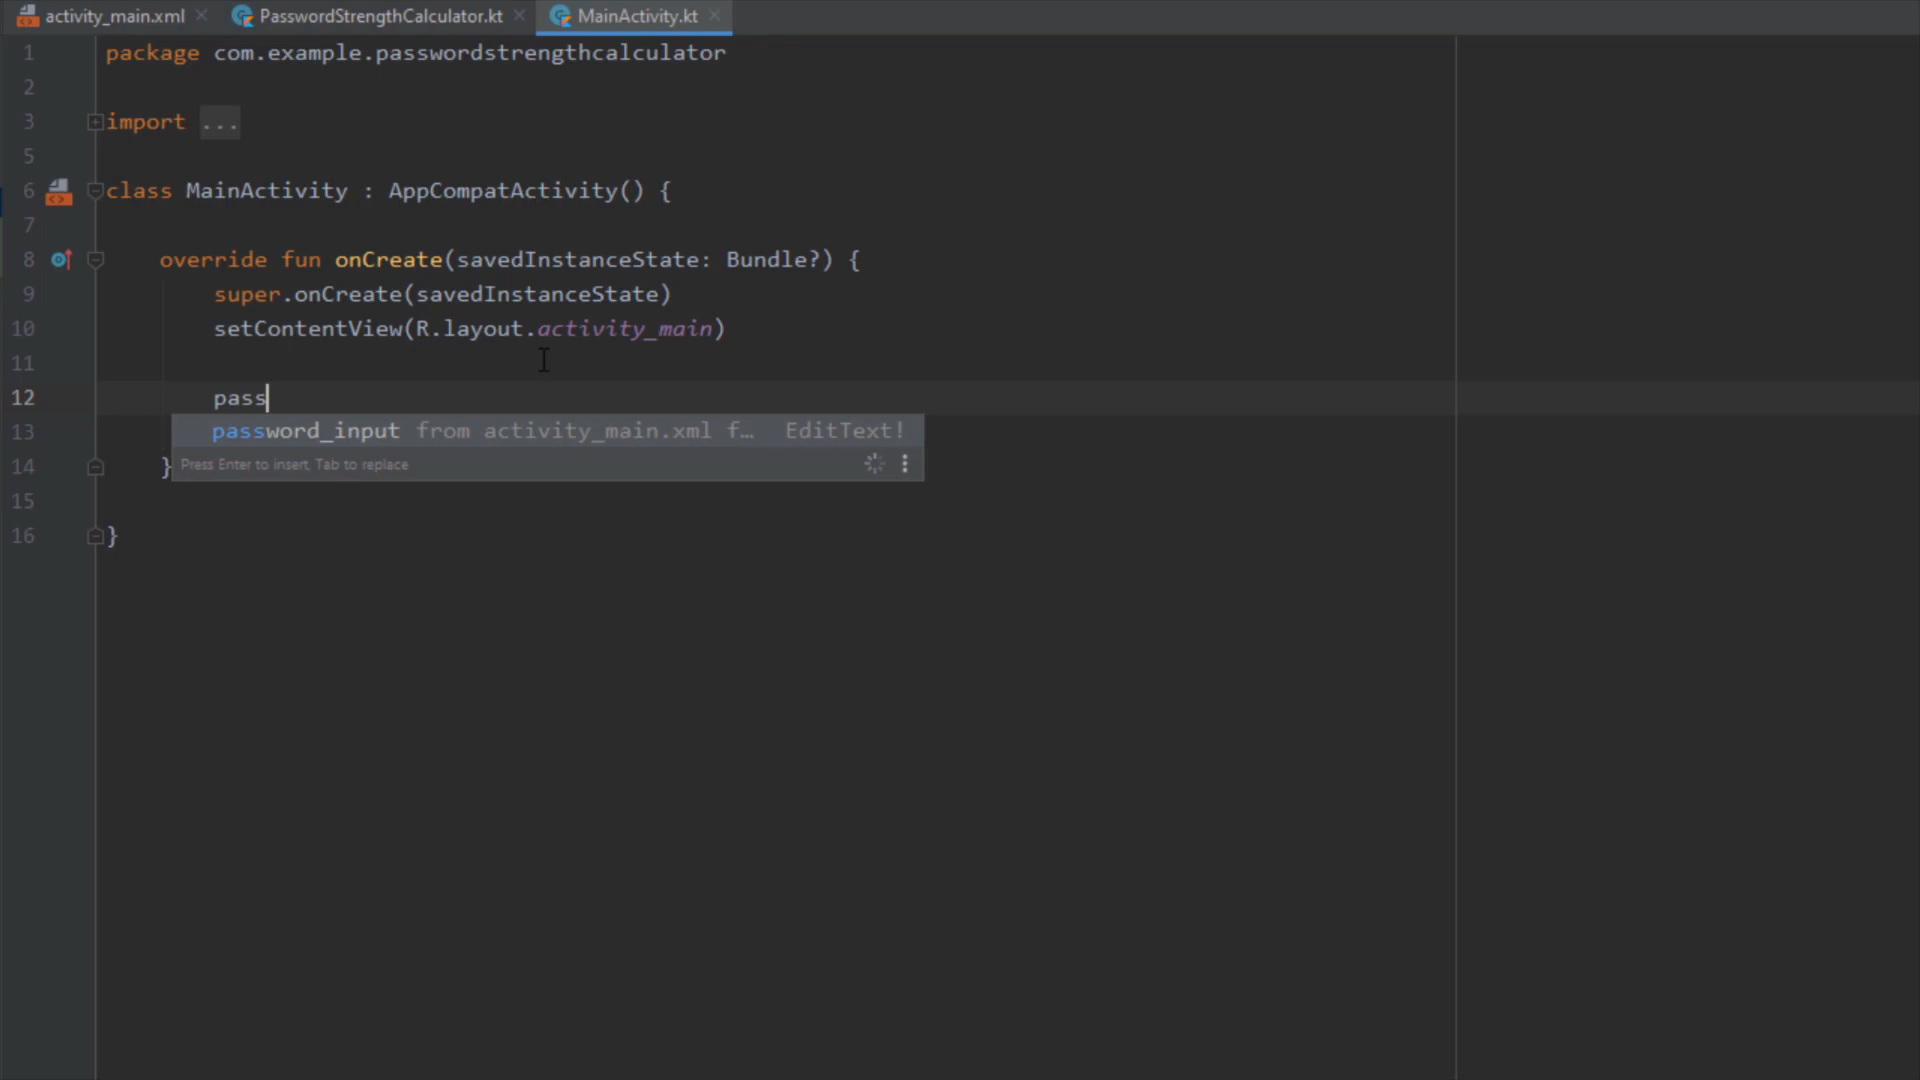 activity_main.xml PasswordStrengthCalculator.kt MainActivity.kt
1 package com.example.passwordstrengthcalculator
2
3 import ...
5
6 class MainActivity : AppCompatActivity() {
7
8 override fun onCreate(savedInstanceState: Bundle?) {
9 super.onCreate(savedInstanceState)
10 setContentView(R.layout.activity_main)
11
12 pass
13 password_input from activity_main.xml f... EditText!
14 } Press Enter to insert, Tab to replace
15
16 }